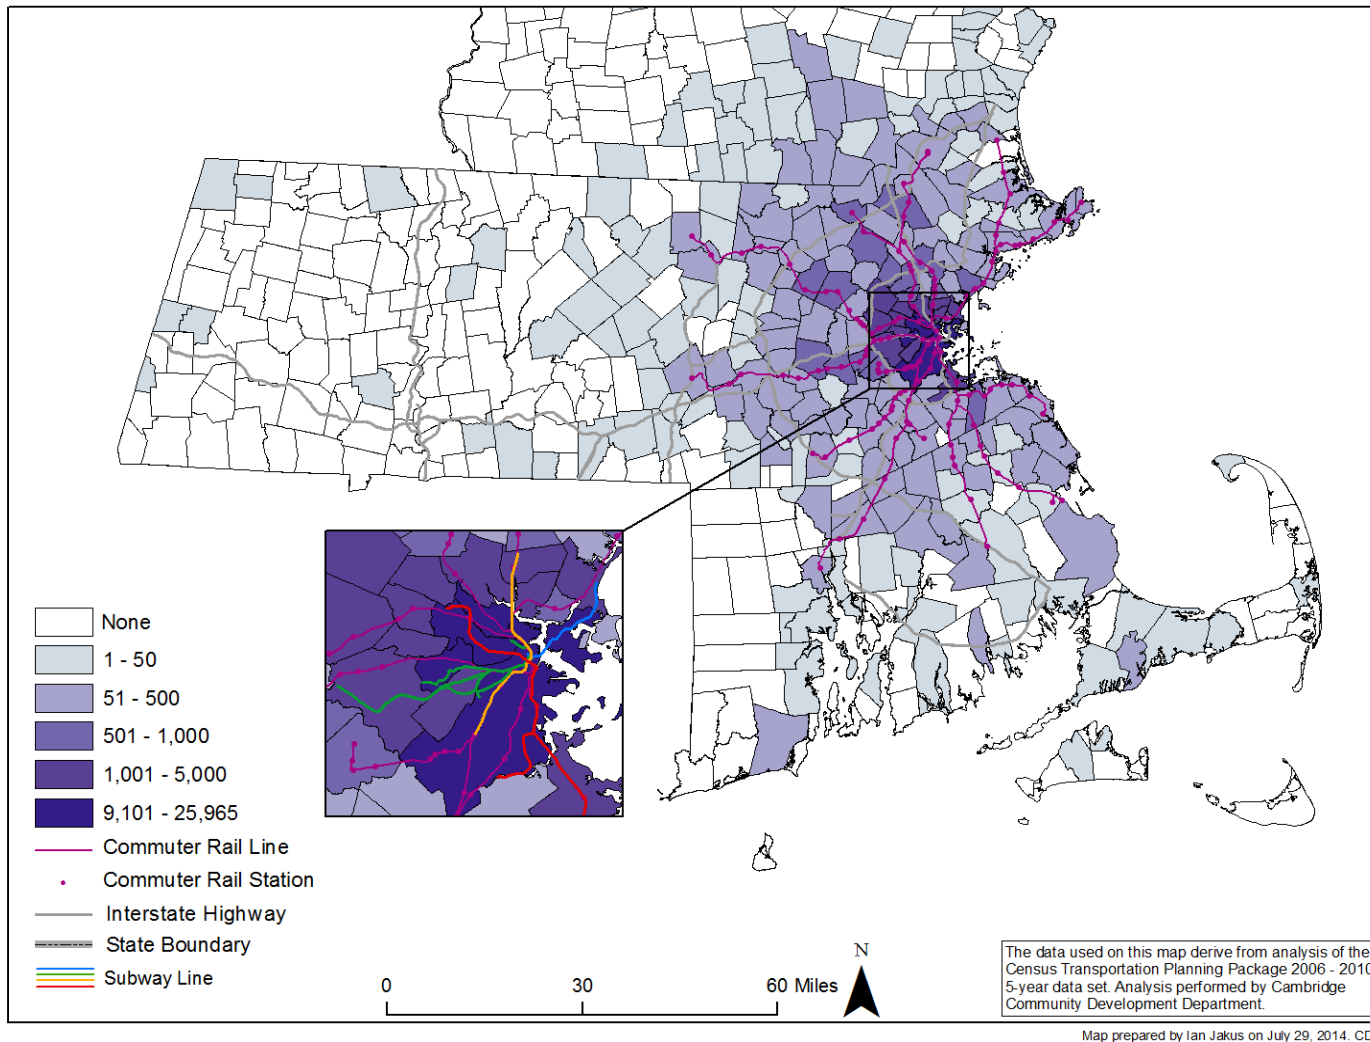 None
1 - 50
51 - 500
501 - 1,000
1,001 - 5,000
9,101 - 25,965
Commuter Rail Line
Commuter Rail Station
Interstate Highway
State Boundary
Subway Line
0 30 60 Miles
N
The data used on this map derive from analysis of the
Census Transportation Planning Package 2006 - 2010
5-year data set. Analysis performed by Cambridge
Community Development Department.
Map prepared by Ian Jakus on July 29, 2014. CD